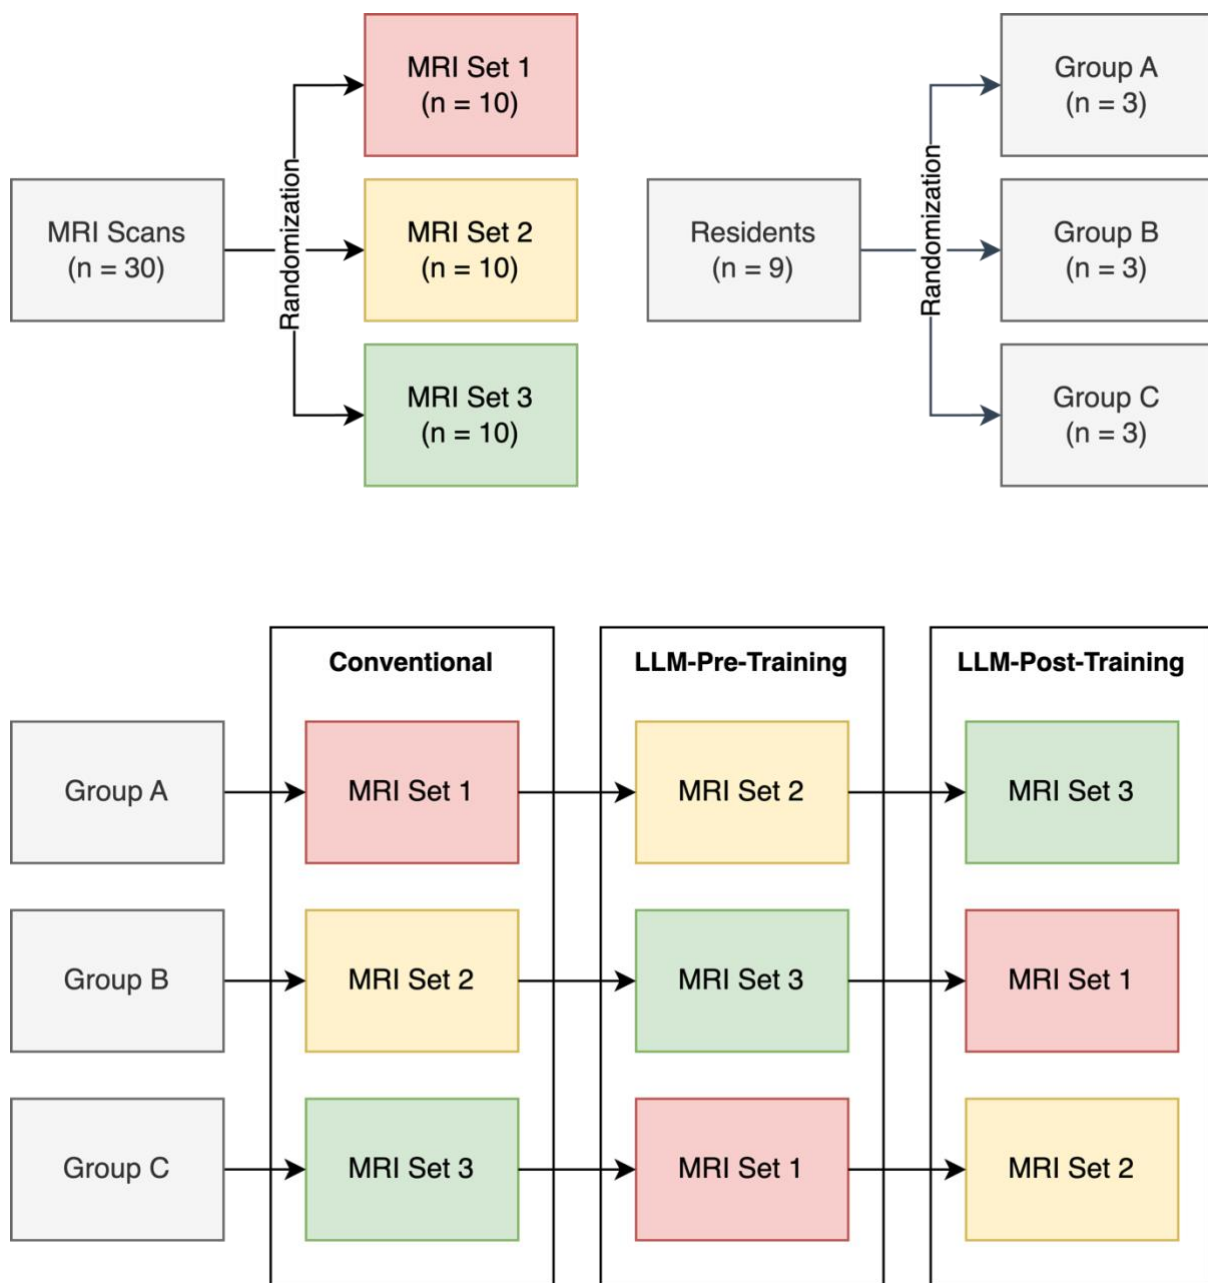 MRI Scans
(n = 30)
Randomization
MRI Set 1
(n = 10)
MRI Set 2
(n = 10)
MRI Set 3
(n = 10)
Residents
(n = 9)
Randomization
Group A
(n = 3)
Group B
(n = 3)
Group C
(n = 3)
Conventional
LLM-Pre-Training
LLM-Post-Training
Group A
MRI Set 1
MRI Set 2
MRI Set 3
Group B
MRI Set 2
MRI Set 3
MRI Set 1
Group C
MRI Set 3
MRI Set 1
MRI Set 2